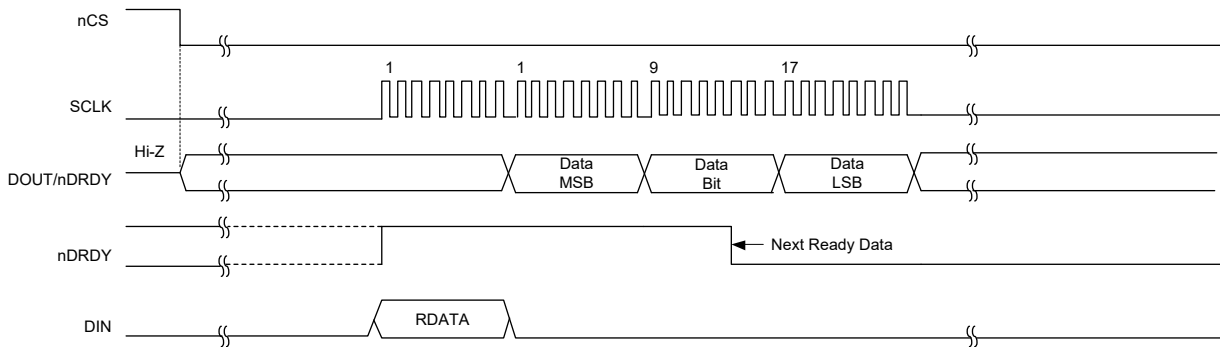 nCS
1
1
9
17
SCLK
Hi-Z
DOUT/nDRDY
Data
MSB
Data
Bit
Data
LSB
nDRDY
Next Ready Data
DIN
RDATA